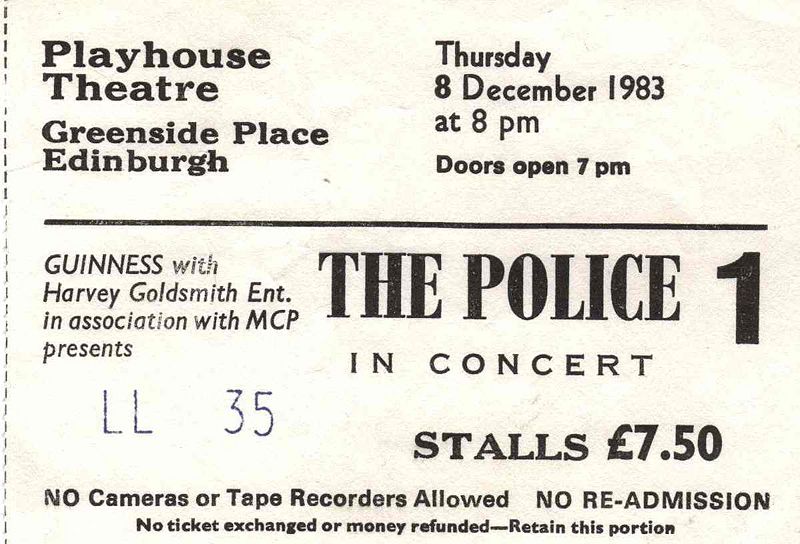 Playhouse
Theatre
Greenside Place
Edinburgh
Thursday
8 December 1983
at 8 pm
Doors open 7 pm
GUINNESS with
Harvey Goldsmith Ent.
in association with MCP
presents
THE POLICE 1
IN CONCERT
LL 35
STALLS £7.50
NO Cameras or Tape Recorders Allowed NO RE-ADMISSION
No ticket exchanged or money refunded—Retain this portion